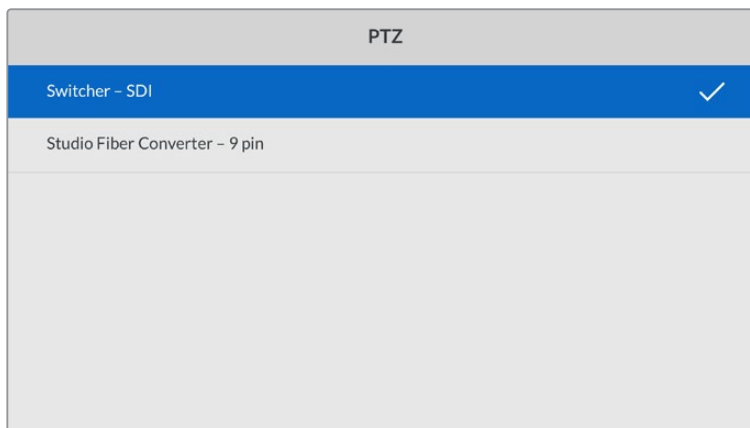 PTZ
Switcher – SDI
Studio Fiber Converter – 9 pin